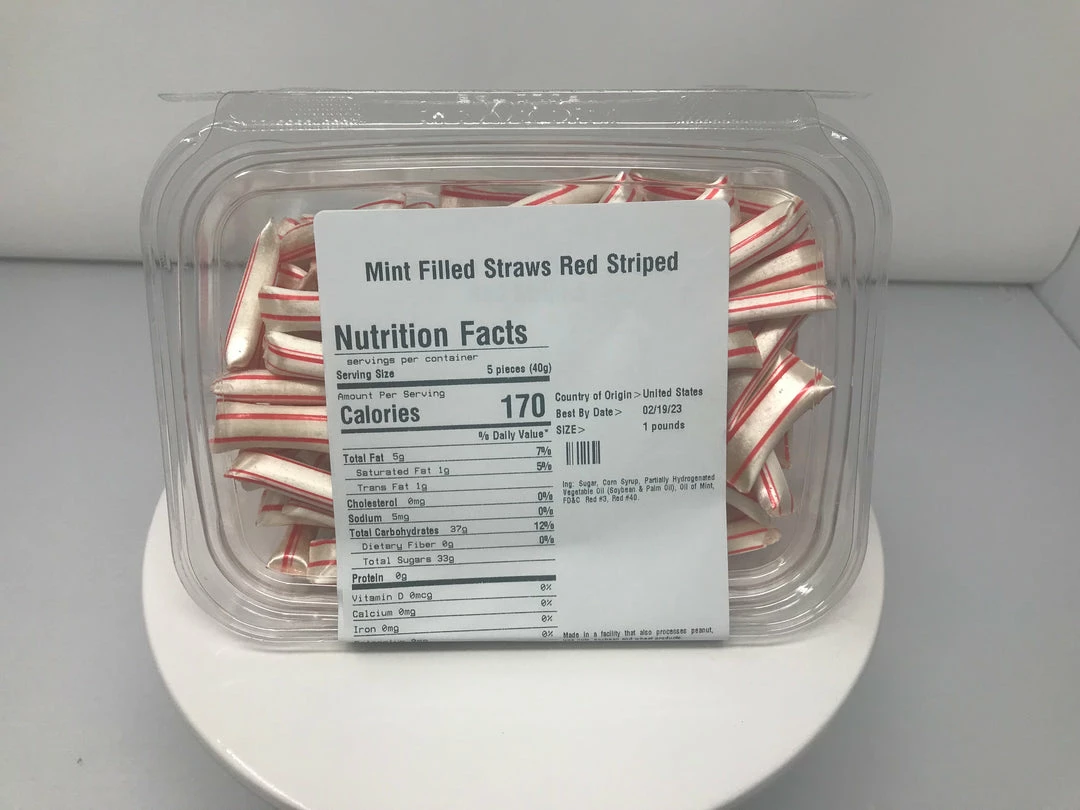 Mint Filled Straws Red Striped
Nutrition Facts
servings per container
Serving Size 5 pieces (40g)
Amount Per Serving
Calories 170
% Daily Value*
Total Fat 5g 7%
Saturated Fat 1g 5%
Trans Fat 1g
Cholesterol 0mg 0%
Sodium 5mg 0%
Total Carbohydrates 37g 12%
Dietary Fiber 0g 0%
Total Sugars 33g
Protein 0g
Vitamin D 0mcg 0%
Calcium 0mg 0%
Iron 0mg 0%
0%
Country of Origin > United States
Best By Date > 02/19/23
SIZE > 1 pounds
Ing: Sugar, Corn Syrup, Partially Hydrogenated
Vegetable Oil (Soybean & Palm Oil), Oil of Mint,
FD&C Red #3, Red #40.
Made in a facility that also processes peanut,